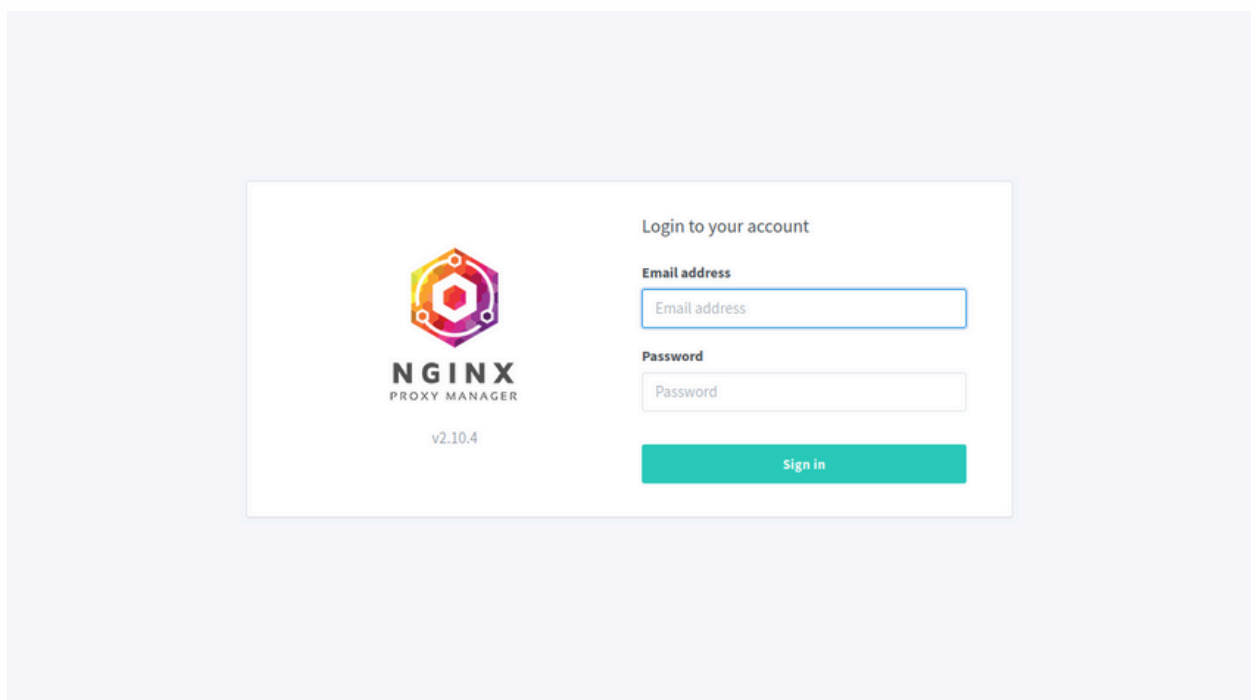 NGINX
PROXY MANAGER
v2.10.4
Login to your account
Email address
Email address
Password
Password
Sign in